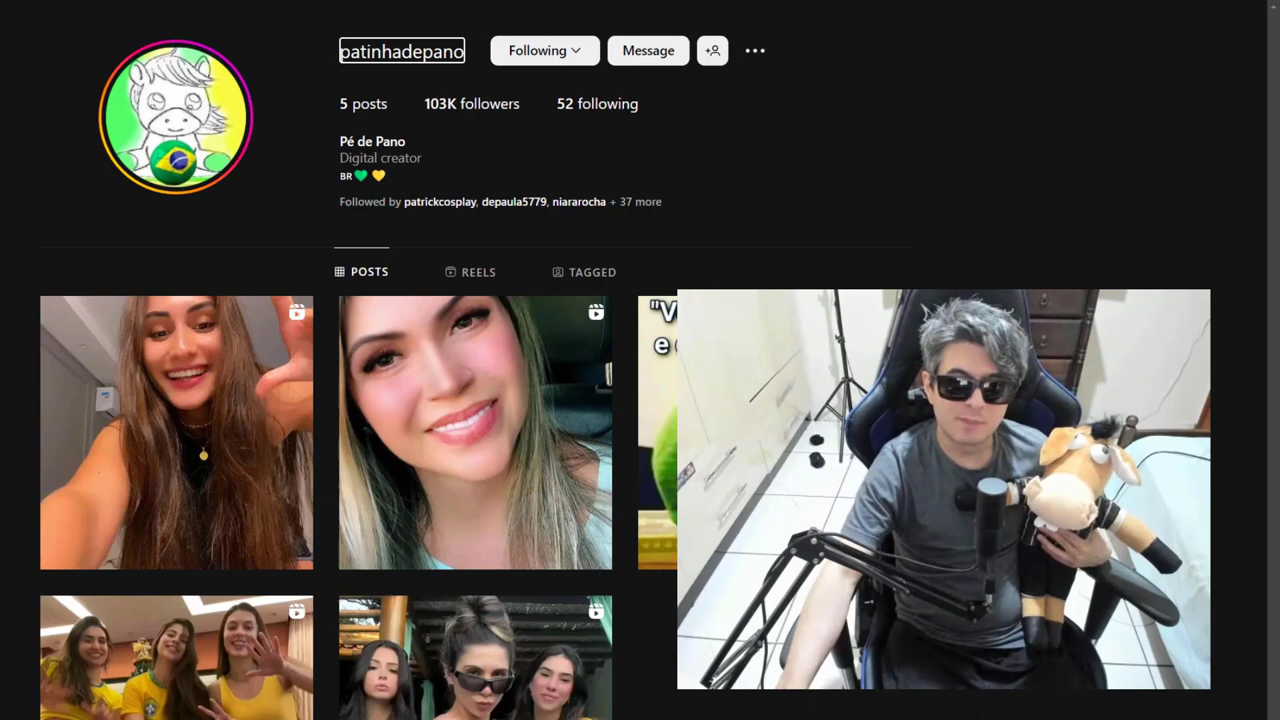 patinhadepano Following Message
5 posts 103K followers 52 following
Pé de Pano
Digital creator
BR💚 💛
Followed by patrickcosplay, depaula5779, niararocha + 37 more
POSTS REELS TAGGED
"V
e